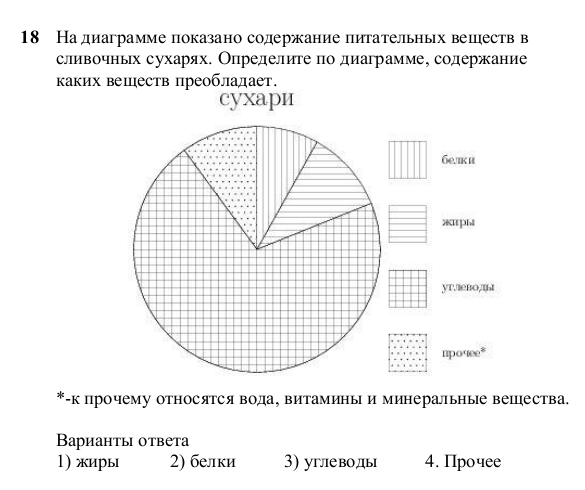 18 На диаграмме показано содержание питательных веществ в
сливочных сухарях. Определите по диаграмме, содержание
каких веществ преобладает.
сухари
белки
жиры
углеводы
прочее*
*-к прочему относятся вода, витамины и минеральные вещества.
Варианты ответа
1) жиры 2) белки 3) углеводы 4. Прочее